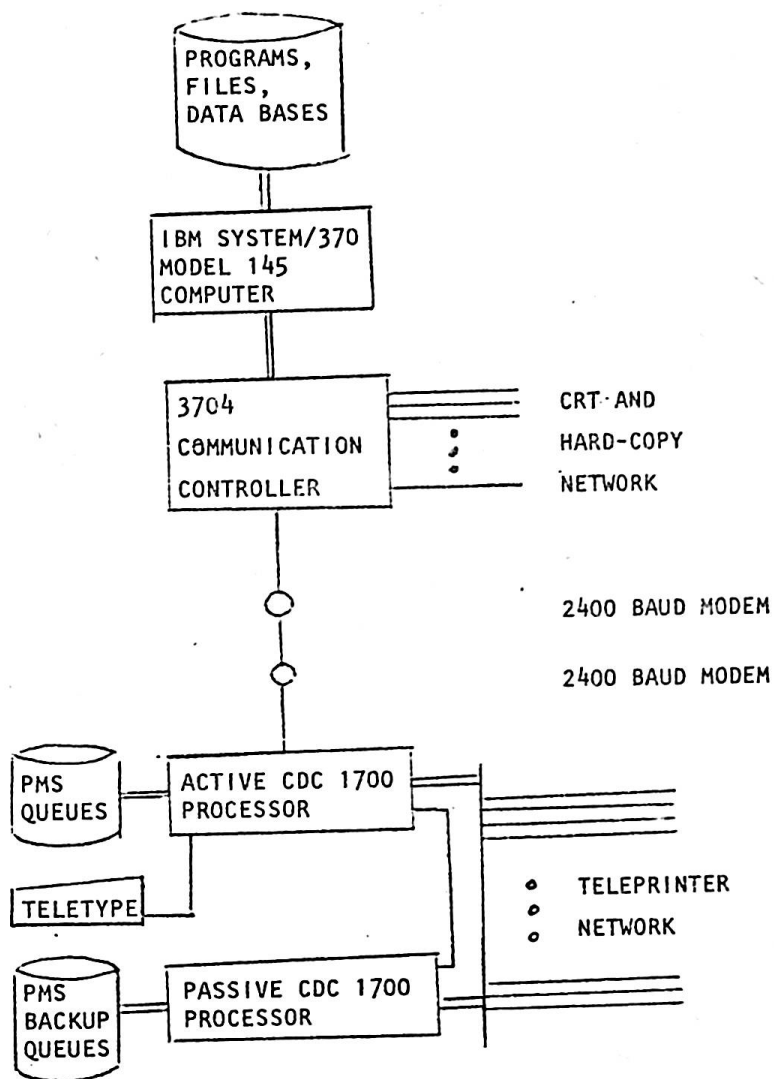 PROGRAMS,
FILES,
DATA BASES
IBM SYSTEM/370
MODEL 145
COMPUTER
3704
COMMUNICATION
CONTROLLER
CRT AND
HARD-COPY
NETWORK
2400 BAUD MODEM
2400 BAUD MODEM
PMS
QUEUES
ACTIVE CDC 1700
PROCESSOR
TELETYPE
TELEPRINTER
NETWORK
PMS
BACKUP
QUEUES
PASSIVE CDC 1700
PROCESSOR